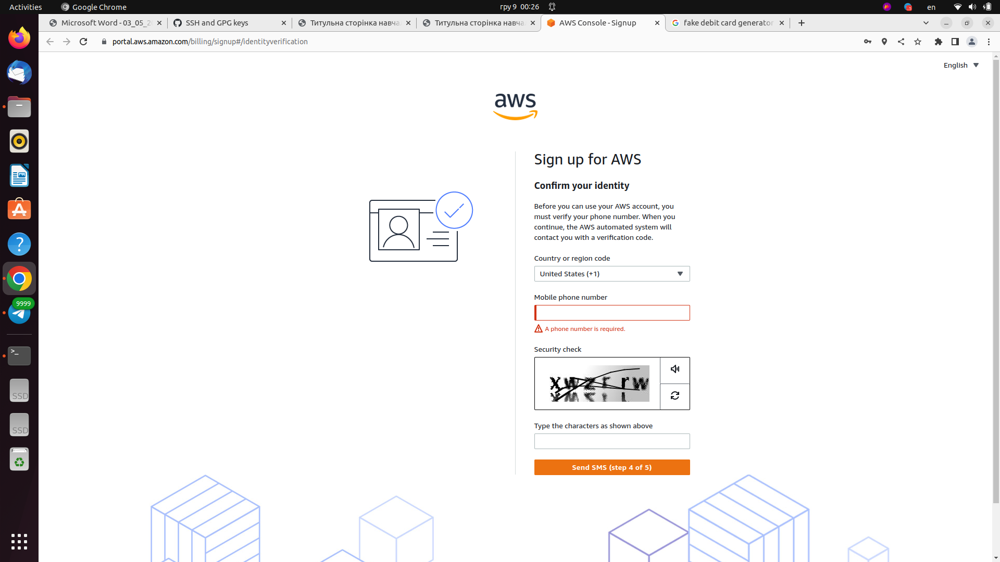 Activities
Google Chrome
гру 9 00:26
en
Microsoft Word - 03_05_2
SSH and GPG keys
Титульна сторінка навча
Титульна сторінка навча
AWS Console - Signup
fake debit card generator
portal.aws.amazon.com/billing/signup#/identityverification
English
aws
Sign up for AWS
Confirm your identity
Before you can use your AWS account, you
must verify your phone number. When you
continue, the AWS automated system will
contact you with a verification code.
Country or region code
United States (+1)
Mobile phone number
A phone number is required.
Security check
Type the characters as shown above
Send SMS (step 4 of 5)
9999
>_
SSD
SSD